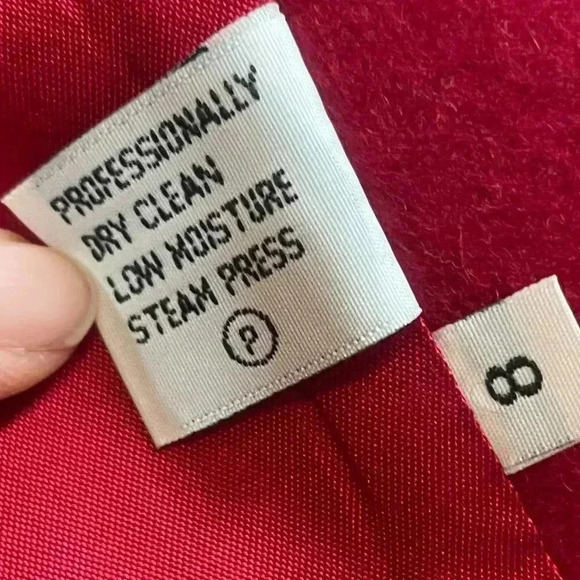 PROFESSIONALLY
DRY CLEAN
LOW MOISTURE
STEAM PRESS
P
8